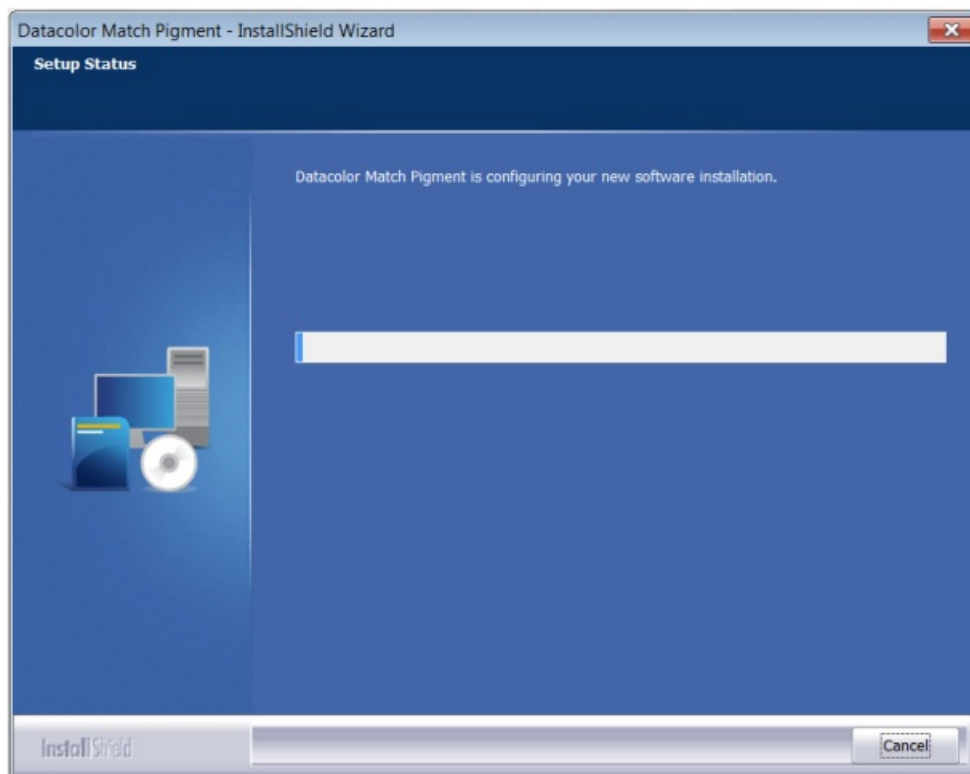 Datacolor Match Pigment - InstallShield Wizard
Setup Status
Datacolor Match Pigment is configuring your new software installation.
InstallShield
Cancel